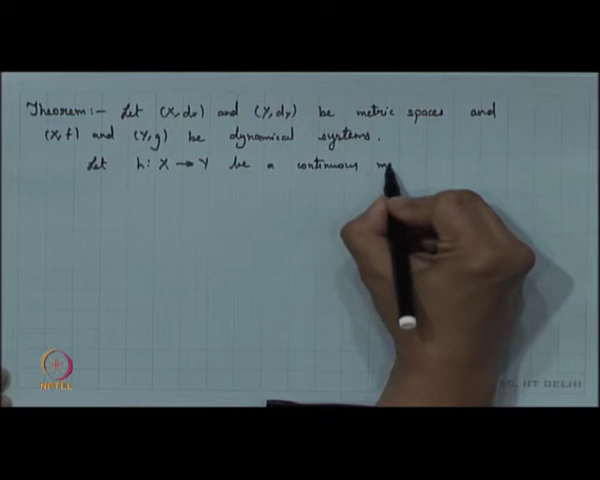 Theorem:- Let (X,dx) and (Y,dy) be metric spaces and
(X,f) and (Y,g) be dynamical systems.
Let h: X → Y be a continuous m
NPTEL
IIT DELHI